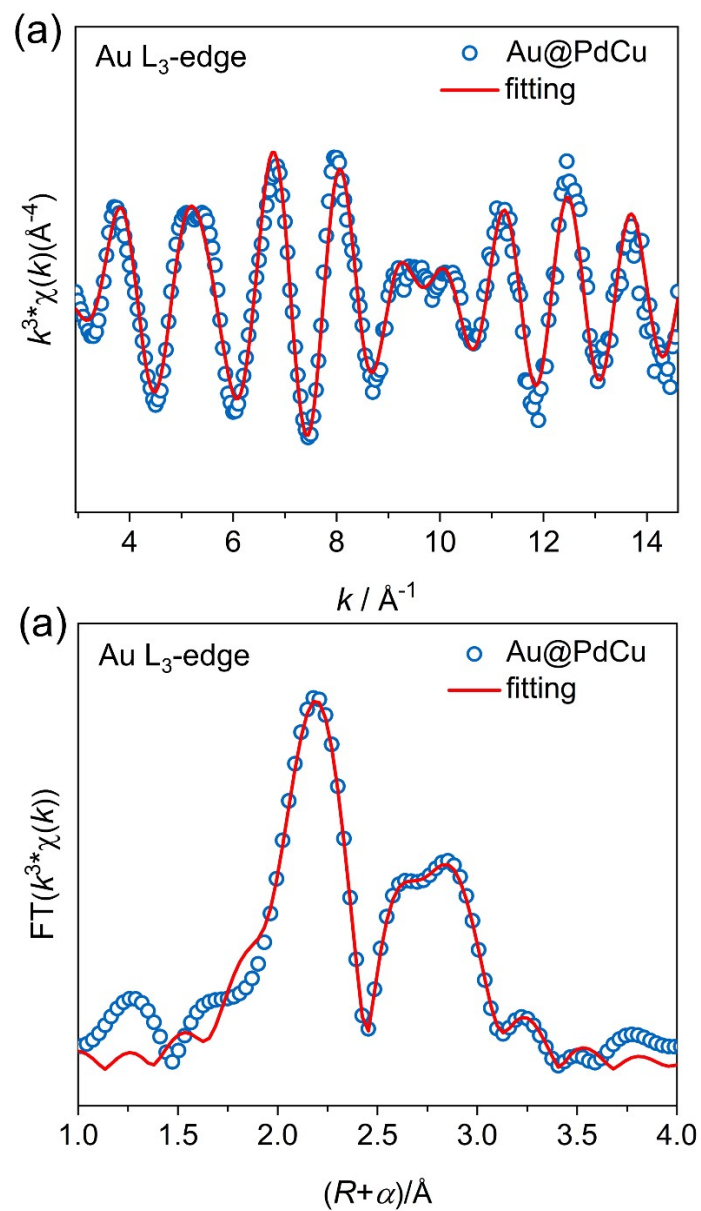 (a)
Au L₃-edge
Au@PdCu
fitting
k³*χ(k)(Å⁻⁴)
4 6 8 10 12 14
k / Å⁻¹
(a)
Au L₃-edge
Au@PdCu
fitting
FT(k³*χ(k))
1.0 1.5 2.0 2.5 3.0 3.5 4.0
(R+α)/Å